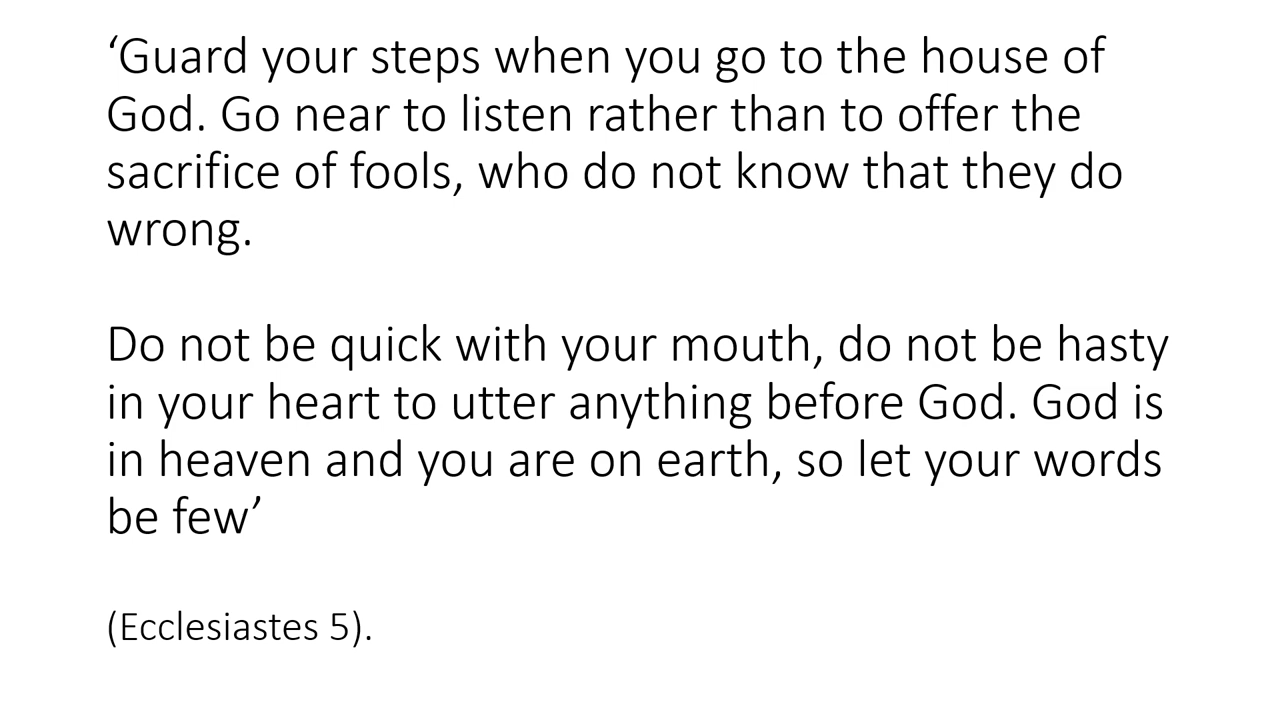 ‘Guard your steps when you go to the house of
God. Go near to listen rather than to offer the
sacrifice of fools, who do not know that they do
wrong.
Do not be quick with your mouth, do not be hasty
in your heart to utter anything before God. God is
in heaven and you are on earth, so let your words
be few’
(Ecclesiastes 5).